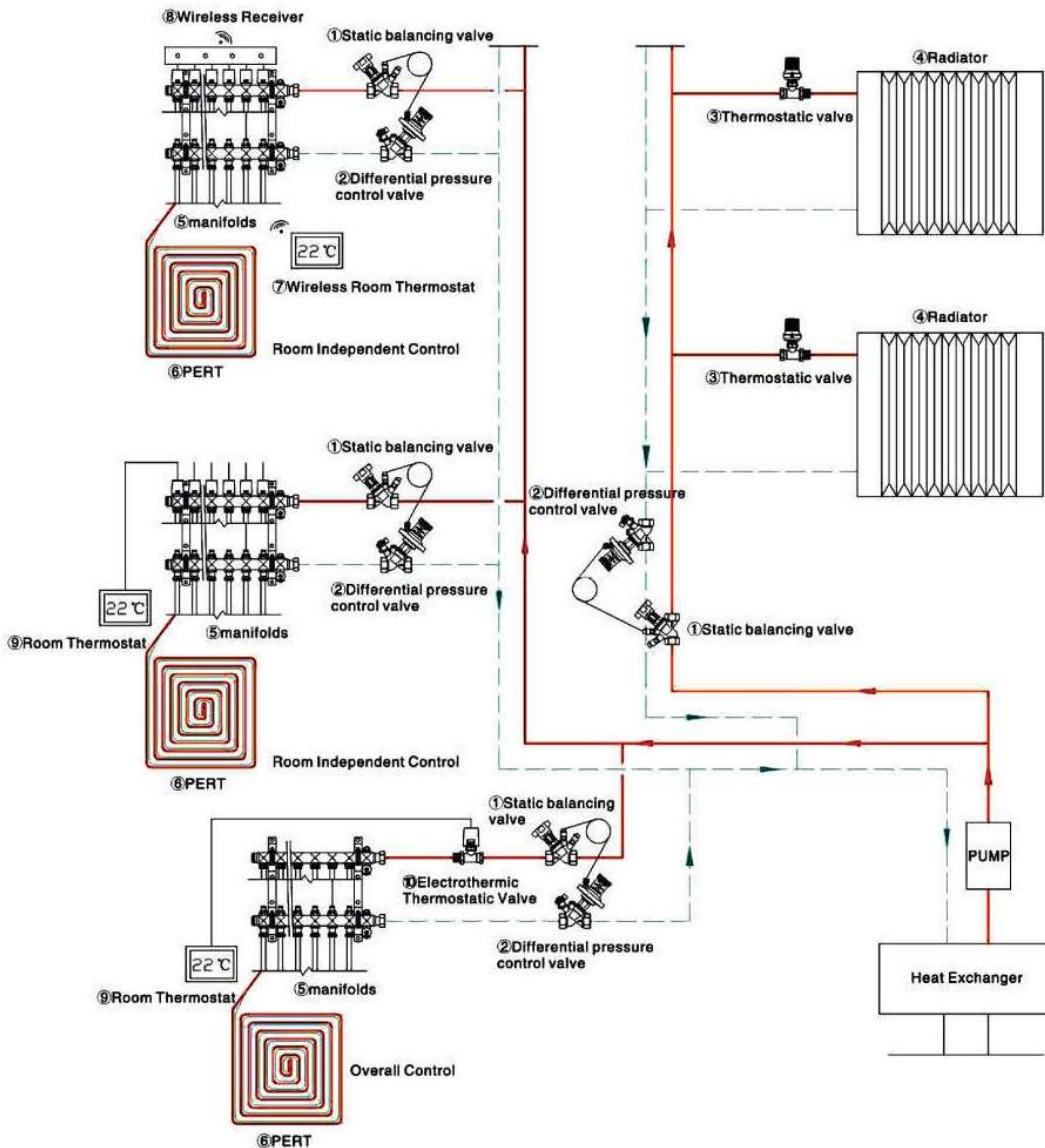 ⑧Wireless Receiver
①Static balancing valve
②Differential pressure
control valve
⑤manifolds
22℃
⑦Wireless Room Thermostat
Room Independent Control
⑥PERT
④Radiator
③Thermostatic valve
④Radiator
③Thermostatic valve
①Static balancing valve
②Differential pressure
control valve
22℃
⑨Room Thermostat
⑤manifolds
Room Independent Control
⑥PERT
②Differential pressure
control valve
①Static balancing valve
①Static balancing
valve
⑩Electrothermic
Thermostatic Valve
②Differential pressure
control valve
22℃
⑨Room Thermostat
⑤manifolds
Overall Control
⑥PERT
PUMP
Heat Exchanger